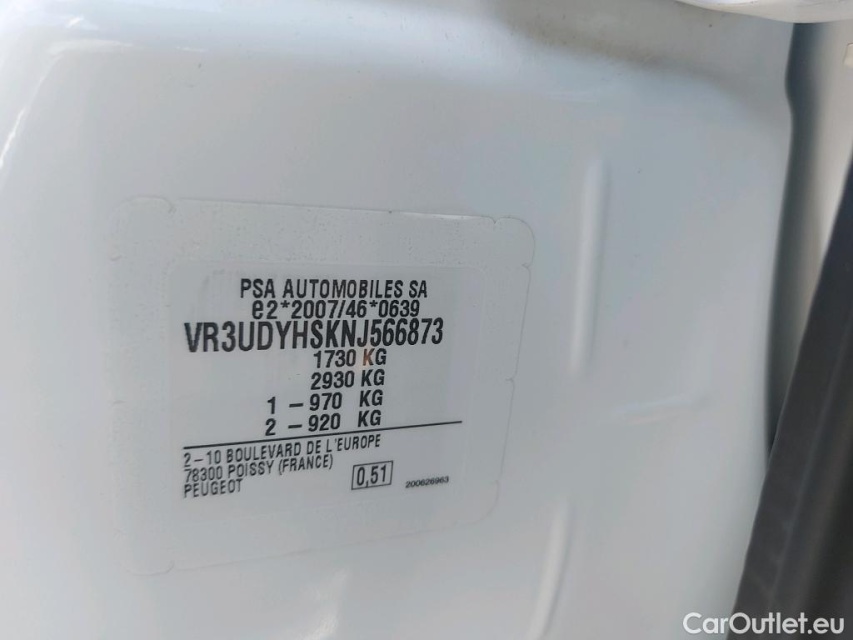 PSA AUTOMOBILES SA
e2*2007/46*0639
VR3UDYHSKNJ566873
1730 KG
2930 KG
1 – 970 KG
2 – 920 KG
2–10 BOULEVARD DE L'EUROPE
78300 POISSY (FRANCE)
PEUGEOT
0,51
200626963
CarOutlet.eu